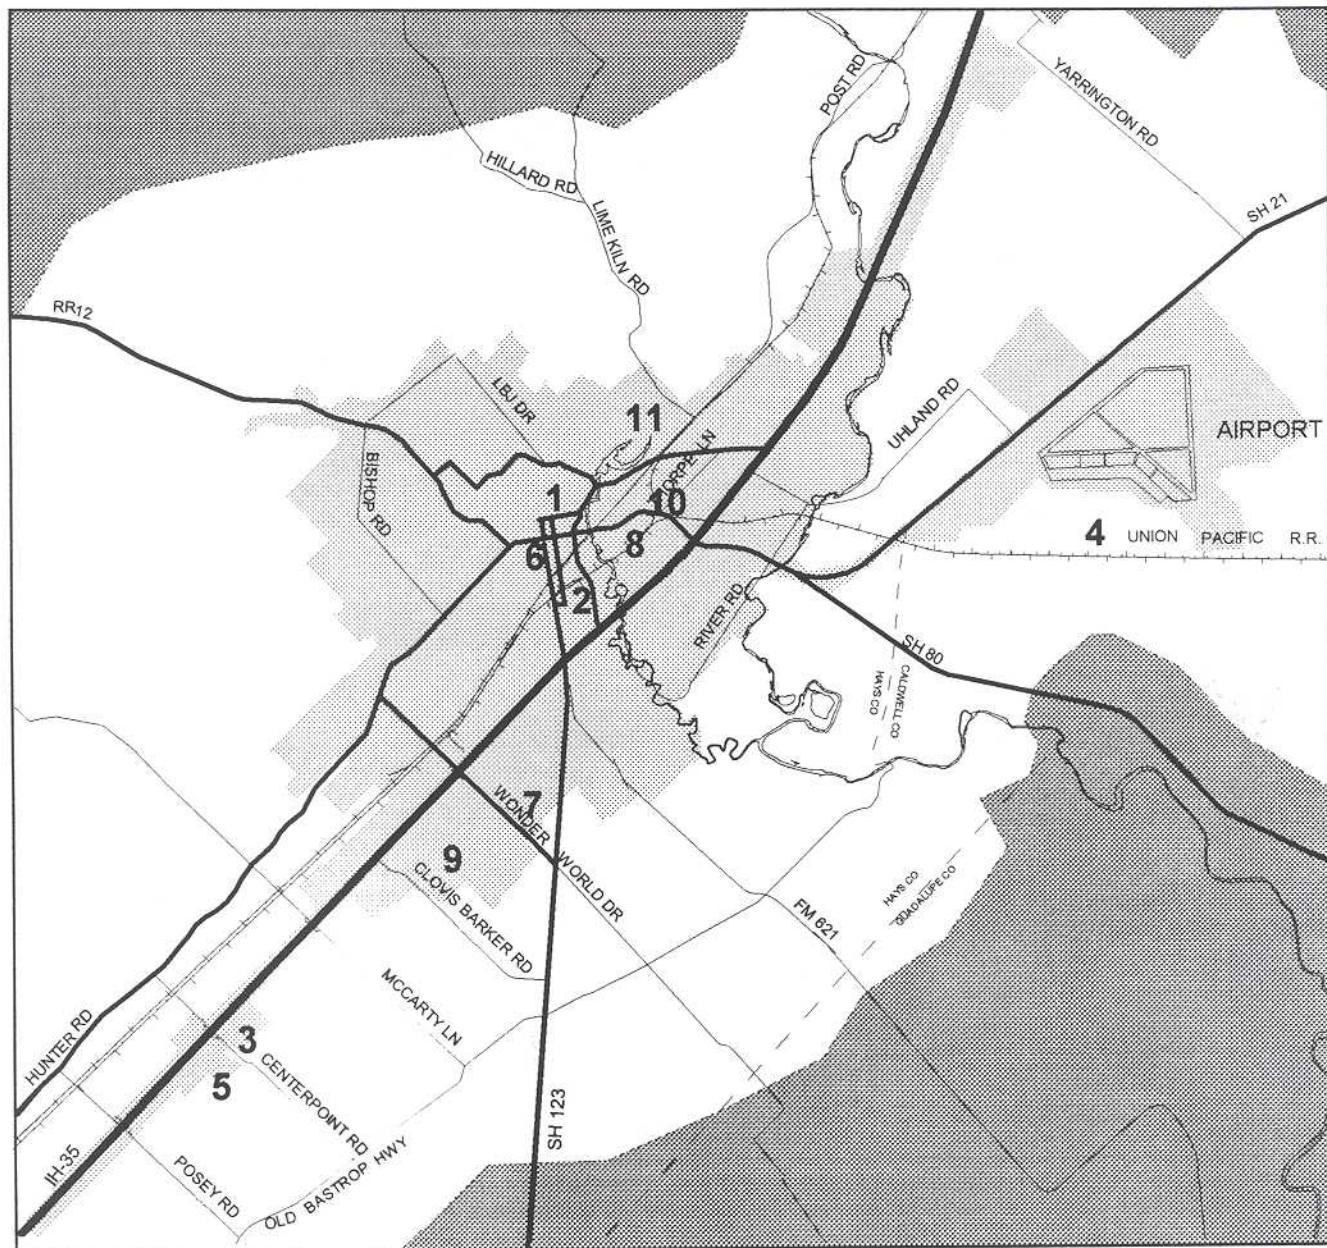 POST RD
YARRINGTON RD
HILLARD RD
LIME KILN RD
SH 21
RR12
LBJ DR
11
UHLAND RD
AIRPORT
BISHOP RD
1
10
4 UNION PACIFIC R.R.
6
8
2
RIVER RD
SH 80
HAYS CO
CALDWELL CO
7
WONDER WORLD DR
9
CLOVIS BARKER RD
FM 621
HAYS CO
GUADALUPE CO
MCCARTY LN
HUNTER RD
3
CENTERPOINT RD
5
SH 123
IH-35
POSEY RD
OLD BASTROP HWY